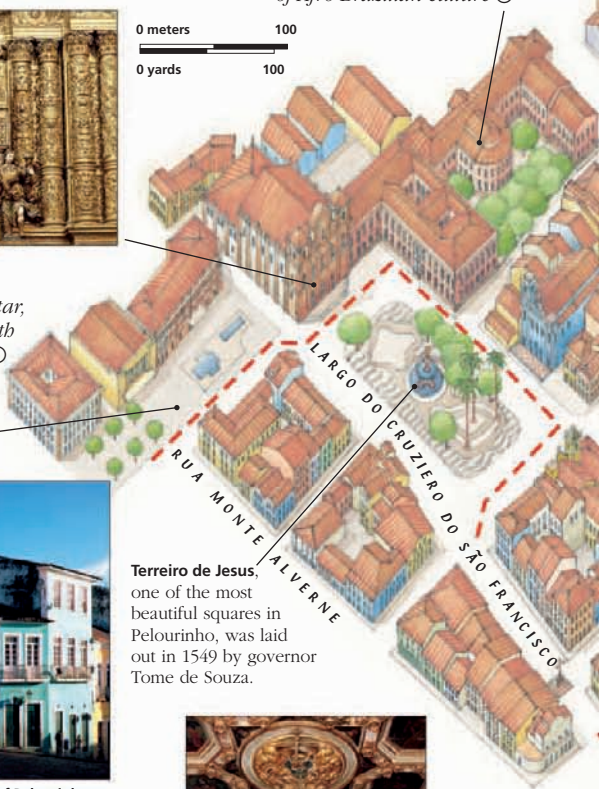 of Afro-Brazilian culture
0 meters 100
0 yards 100
tar,
th
LARGO DO CRUZIERO DO SÃO FRANCISCO
RUA MONTE ALVERNE
Terreiro de Jesus,
one of the most
beautiful squares in
Pelourinho, was laid
out in 1549 by governor
Tome de Souza.